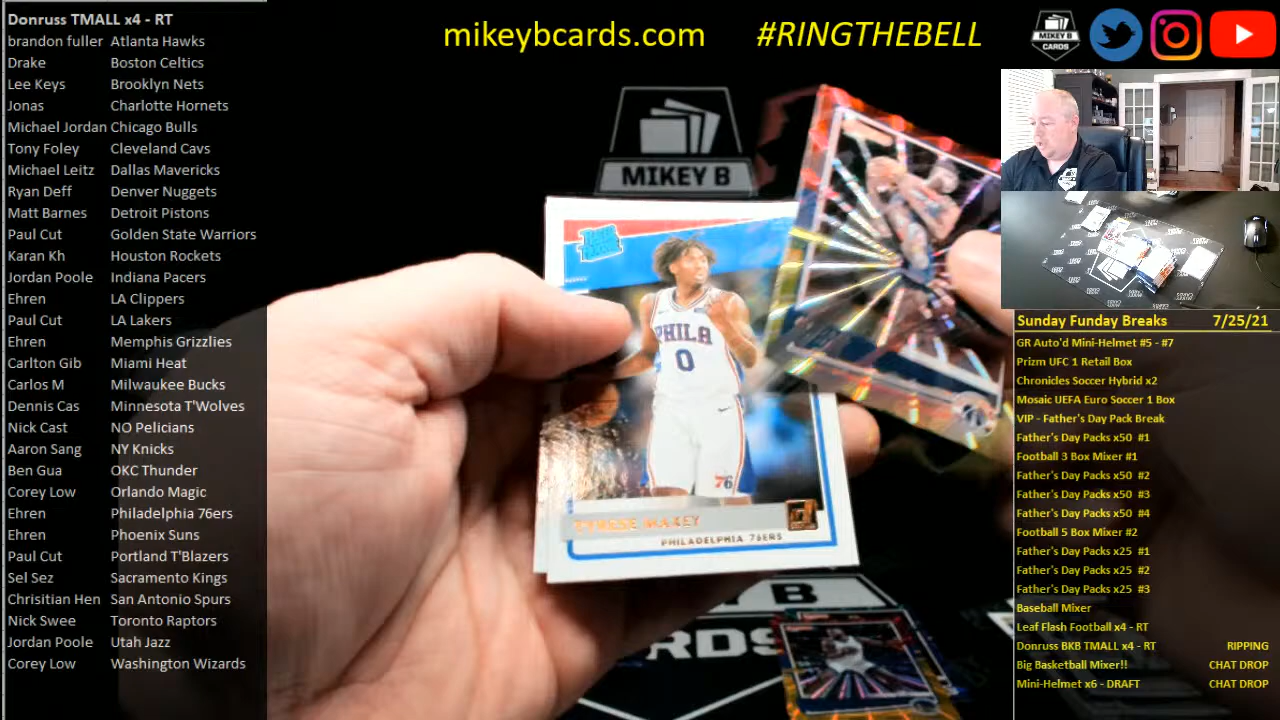 Donruss TMALL x4 - RT
brandon fuller Atlanta Hawks
Drake Boston Celtics
Lee Keys Brooklyn Nets
Jonas Charlotte Hornets
Michael Jordan Chicago Bulls
Tony Foley Cleveland Cavs
Michael Leitz Dallas Mavericks
Ryan Deff Denver Nuggets
Matt Barnes Detroit Pistons
Paul Cut Golden State Warriors
Karan Kh Houston Rockets
Jordan Poole Indiana Pacers
Ehren LA Clippers
Paul Cut LA Lakers
Ehren Memphis Grizzlies
Carlton Gib Miami Heat
Carlos M Milwaukee Bucks
Dennis Cas Minnesota T'Wolves
Nick Cast NO Pelicans
Aaron Sang NY Knicks
Ben Gua OKC Thunder
Corey Low Orlando Magic
Ehren Philadelphia 76ers
Ehren Phoenix Suns
Paul Cut Portland T'Blazers
Sel Sez Sacramento Kings
Chrisitian Hen San Antonio Spurs
Nick Swee Toronto Raptors
Jordan Poole Utah Jazz
Corey Low Washington Wizards
mikeybcards.com #RINGTHEBELL
MIKEY B
CARDS
MIKEY B
PHILA
0
76
TYRESE MAXEY
PHILADELPHIA 76ERS
Sunday Funday Breaks 7/25/21
GR Auto'd Mini-Helmet #5 - #7
Prizm UFC 1 Retail Box
Chronicles Soccer Hybrid x2
Mosaic UEFA Euro Soccer 1 Box
VIP - Father's Day Pack Break
Father's Day Packs x50 #1
Football 3 Box Mixer #1
Father's Day Packs x50 #2
Father's Day Packs x50 #3
Father's Day Packs x50 #4
Football 5 Box Mixer #2
Father's Day Packs x25 #1
Father's Day Packs x25 #2
Father's Day Packs x25 #3
Baseball Mixer
Leaf Flash Football x4 - RT
Donruss BKB TMALL x4 - RT RIPPING
Big Basketball Mixer!! CHAT DROP
Mini-Helmet x6 - DRAFT CHAT DROP